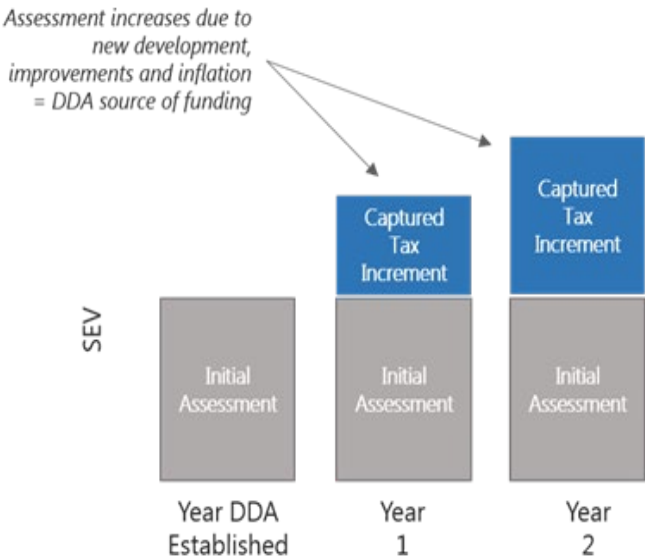 Assessment increases due to
new development,
improvements and inflation
= DDA source of funding
Captured
Tax
Increment
Captured
Tax
Increment
SEV
Initial
Assessment
Initial
Assessment
Initial
Assessment
Year DDA
Established
Year
1
Year
2